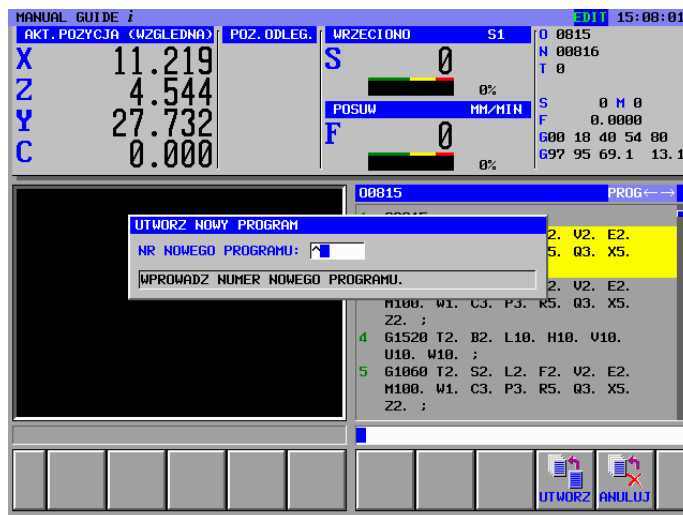 MANUAL GUIDE i EDIT 15:08:01
AKT.POZYCJA (WZGLEDNA) POZ.ODLEG. WRZECIONO S1 O 0815
X 11.219 S 0 N 00816
T 0
Z 4.544 0% S 0 M 0
Y 27.732 POSUW MM/MIN F 0.0000
C 0.000 F 0 G00 18 40 54 80
0% G97 95 69.1 13.1
O0815 PROG←→
UTWORZ NOWY PROGRAM
2. V2. E2.
NR NOWEGO PROGRAMU: ^
5. Q3. X5.
WPROWADZ NUMER NOWEGO PROGRAMU.
2. V2. E2.
M100. W1. C3. P3. R5. Q3. X5.
Z2. ;
4 G1520 T2. B2. L10. H10. V10.
U10. W10. ;
5 G1060 T2. S2. L2. F2. V2. E2.
M100. W1. C3. P3. R5. Q3. X5.
Z2. ;
UTWORZ ANULUJ